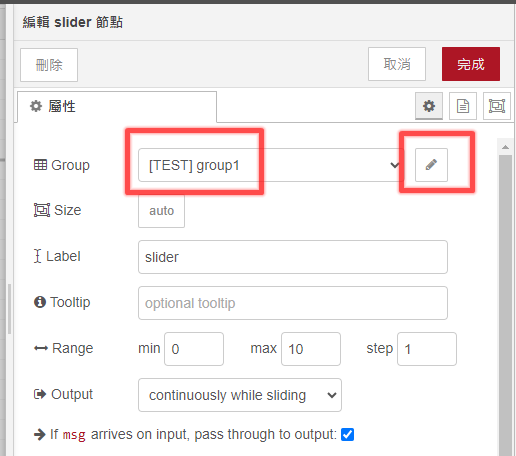 編輯 slider 節點
刪除 取消 完成
屬性
Group [TEST] group1
Size auto
Label slider
Tooltip optional tooltip
Range min 0 max 10 step 1
Output continuously while sliding
If msg arrives on input, pass through to output: